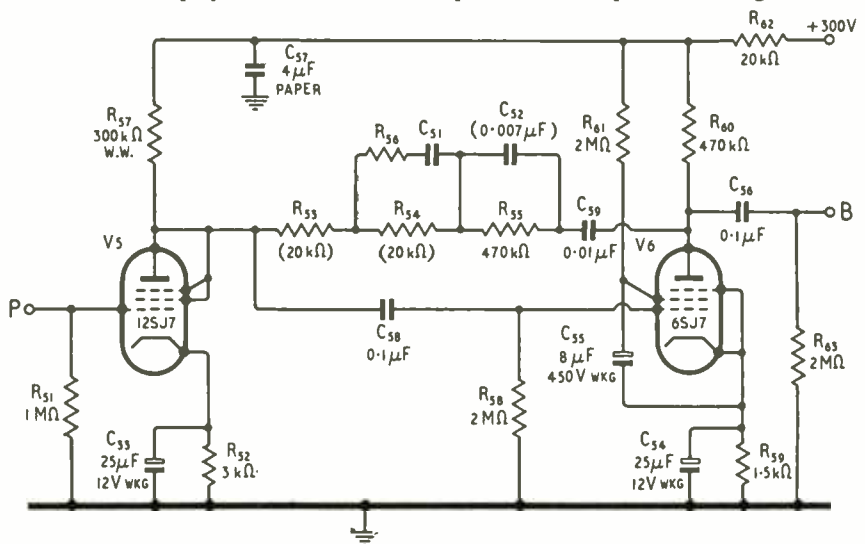 R62
+300V
20kΩ
C57
4μF
PAPER
R57
300kΩ
W.W.
R56
C51
C52
(0·007μF)
R61
2MΩ
R60
470kΩ
C56
B
0·1μF
R53
(20kΩ)
R54
(20kΩ)
R55
470kΩ
C59
0·01μF
V5
V6
P
12SJ7
6SJ7
C58
0·1μF
C55
8μF
450V WKG
R63
2MΩ
R51
1MΩ
R58
2MΩ
C53
25μF
12V WKG
R52
3kΩ
C54
25μF
12V WKG
R59
1·5kΩ